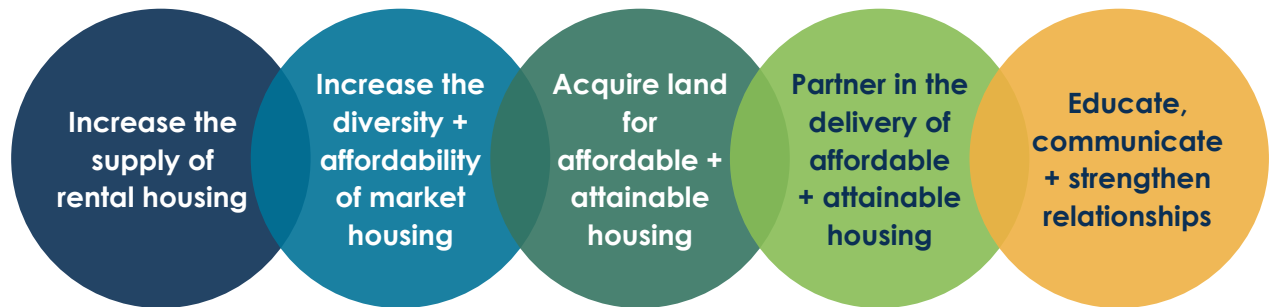 Increase the
supply of
rental housing
Increase the
diversity +
affordability
of market
housing
Acquire land
for
affordable +
attainable
housing
Partner in the
delivery of
affordable
+ attainable
housing
Educate,
communicate
+ strengthen
relationships